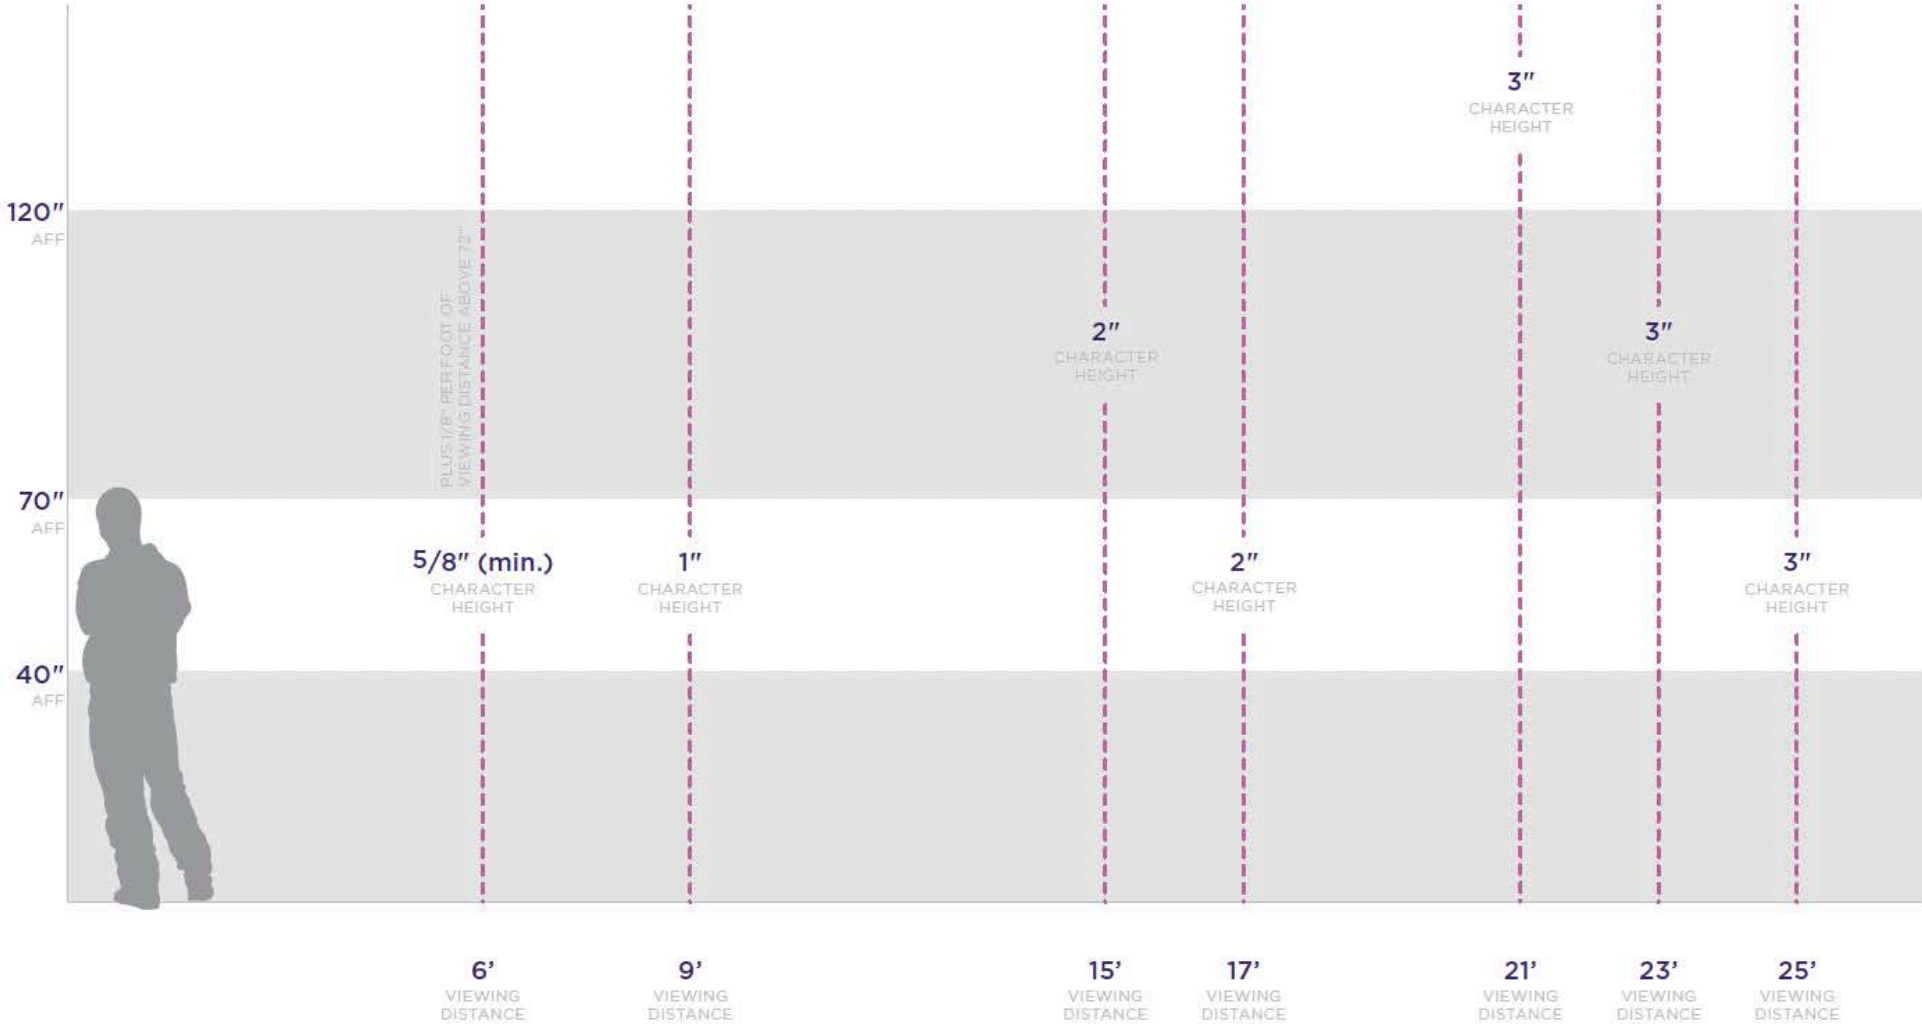 3"
CHARACTER
HEIGHT
120"
AFF
PLUS 1/8" PER FOOT OF
VIEWING DISTANCE ABOVE 72"
2"
CHARACTER
HEIGHT
3"
CHARACTER
HEIGHT
70"
AFF
5/8" (min.)
CHARACTER
HEIGHT
1"
CHARACTER
HEIGHT
2"
CHARACTER
HEIGHT
3"
CHARACTER
HEIGHT
40"
AFF
6’
VIEWING
DISTANCE
9’
VIEWING
DISTANCE
15’
VIEWING
DISTANCE
17’
VIEWING
DISTANCE
21’
VIEWING
DISTANCE
23’
VIEWING
DISTANCE
25’
VIEWING
DISTANCE